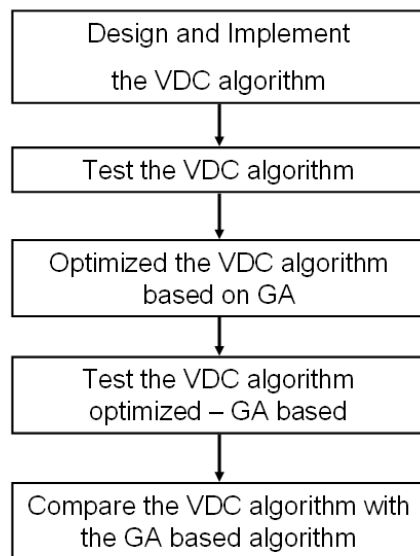 Design and Implement
the VDC algorithm
Test the VDC algorithm
Optimized the VDC algorithm
based on GA
Test the VDC algorithm
optimized – GA based
Compare the VDC algorithm with
the GA based algorithm